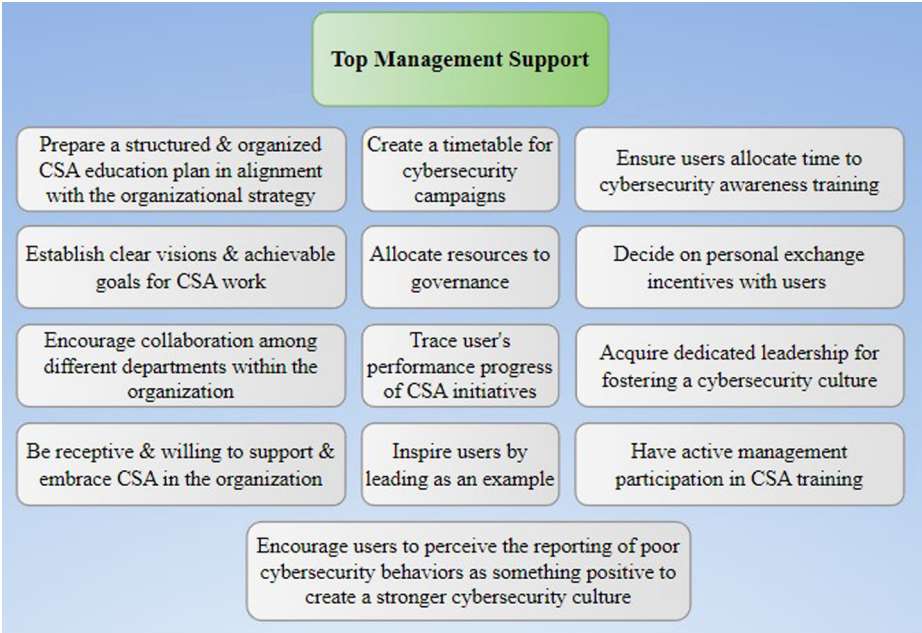 Top Management Support
Prepare a structured & organized
CSA education plan in alignment
with the organizational strategy
Create a timetable for
cybersecurity
campaigns
Ensure users allocate time to
cybersecurity awareness training
Establish clear visions & achievable
goals for CSA work
Allocate resources to
governance
Decide on personal exchange
incentives with users
Encourage collaboration among
different departments within the
organization
Trace user's
performance progress
of CSA initiatives
Acquire dedicated leadership for
fostering a cybersecurity culture
Be receptive & willing to support &
embrace CSA in the organization
Inspire users by
leading as an example
Have active management
participation in CSA training
Encourage users to perceive the reporting of poor
cybersecurity behaviors as something positive to
create a stronger cybersecurity culture